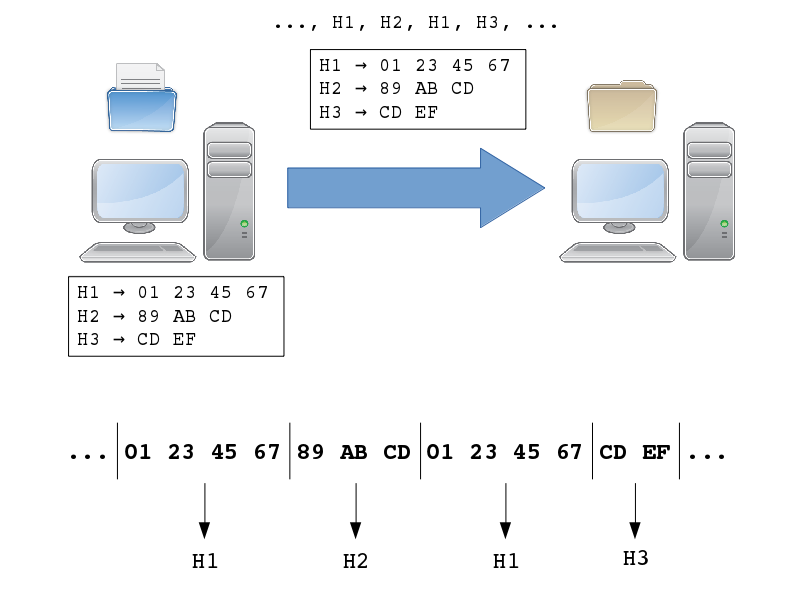 ..., H1, H2, H1, H3, ...
H1 → 01 23 45 67
H2 → 89 AB CD
H3 → CD EF
H1 → 01 23 45 67
H2 → 89 AB CD
H3 → CD EF
... 01 23 45 67 89 AB CD 01 23 45 67 CD EF ...
H1 H2 H1 H3